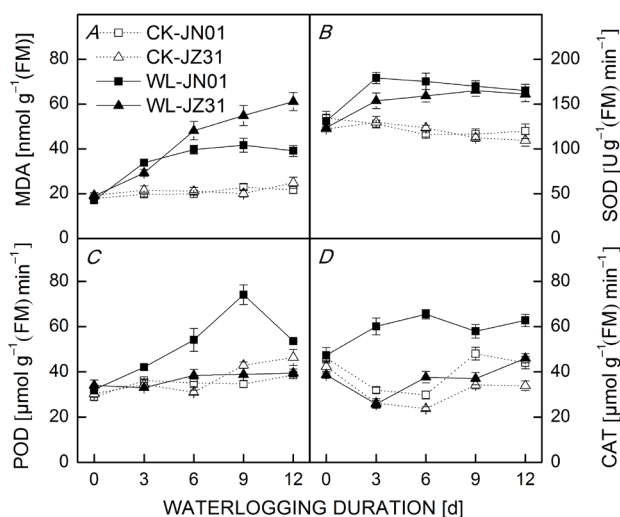 A
CK-JN01
CK-JZ31
WL-JN01
WL-JZ31
B
100
80
60
40
20
0
MDA [nmol g⁻¹(FM)]
200
150
100
50
0
SOD [U g⁻¹(FM) min⁻¹]
C
D
80
60
40
20
0
POD [µmol g⁻¹(FM) min⁻¹]
80
60
40
20
0
CAT [µmol g⁻¹(FM) min⁻¹]
0 3 6 9 12 0 3 6 9 12
WATERLOGGING DURATION [d]